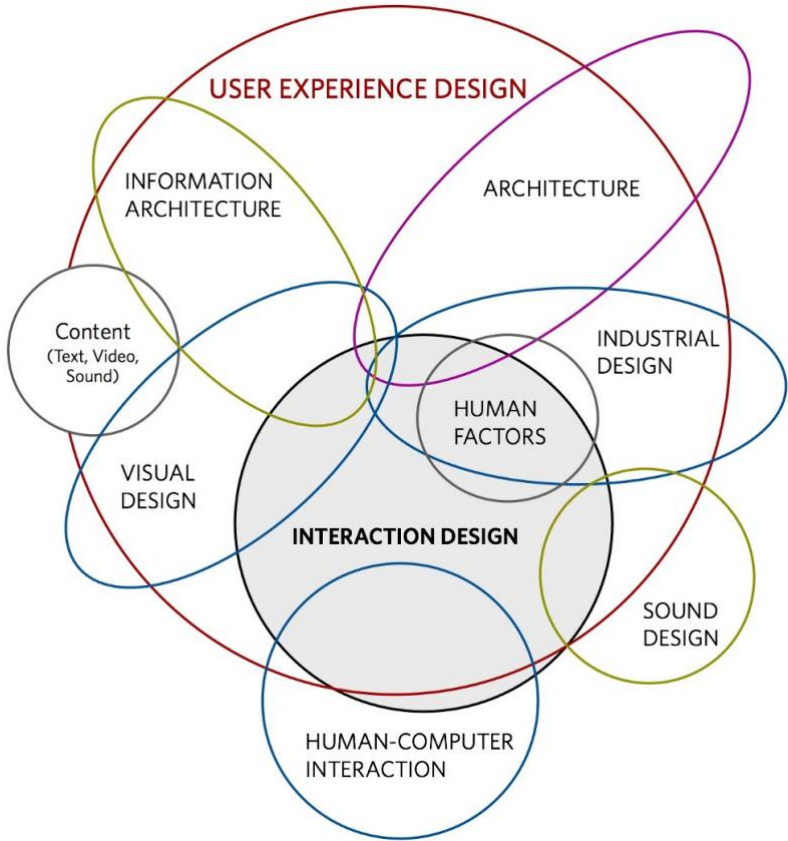 USER EXPERIENCE DESIGN
INFORMATION
ARCHITECTURE
ARCHITECTURE
Content
(Text, Video,
Sound)
INDUSTRIAL
DESIGN
HUMAN
FACTORS
VISUAL
DESIGN
INTERACTION DESIGN
SOUND
DESIGN
HUMAN-COMPUTER
INTERACTION